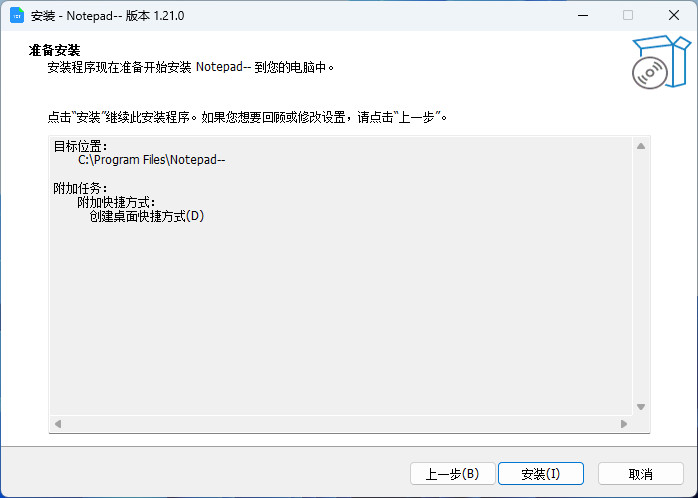 安装 - Notepad-- 版本 1.21.0
准备安装
安装程序现在准备开始安装 Notepad-- 到您的电脑中。
点击“安装”继续此安装程序。如果您想要回顾或修改设置，请点击“上一步”。
目标位置：
C:\Program Files\Notepad--
附加任务：
附加快捷方式：
创建桌面快捷方式(D)
上一步(B) 安装(I) 取消